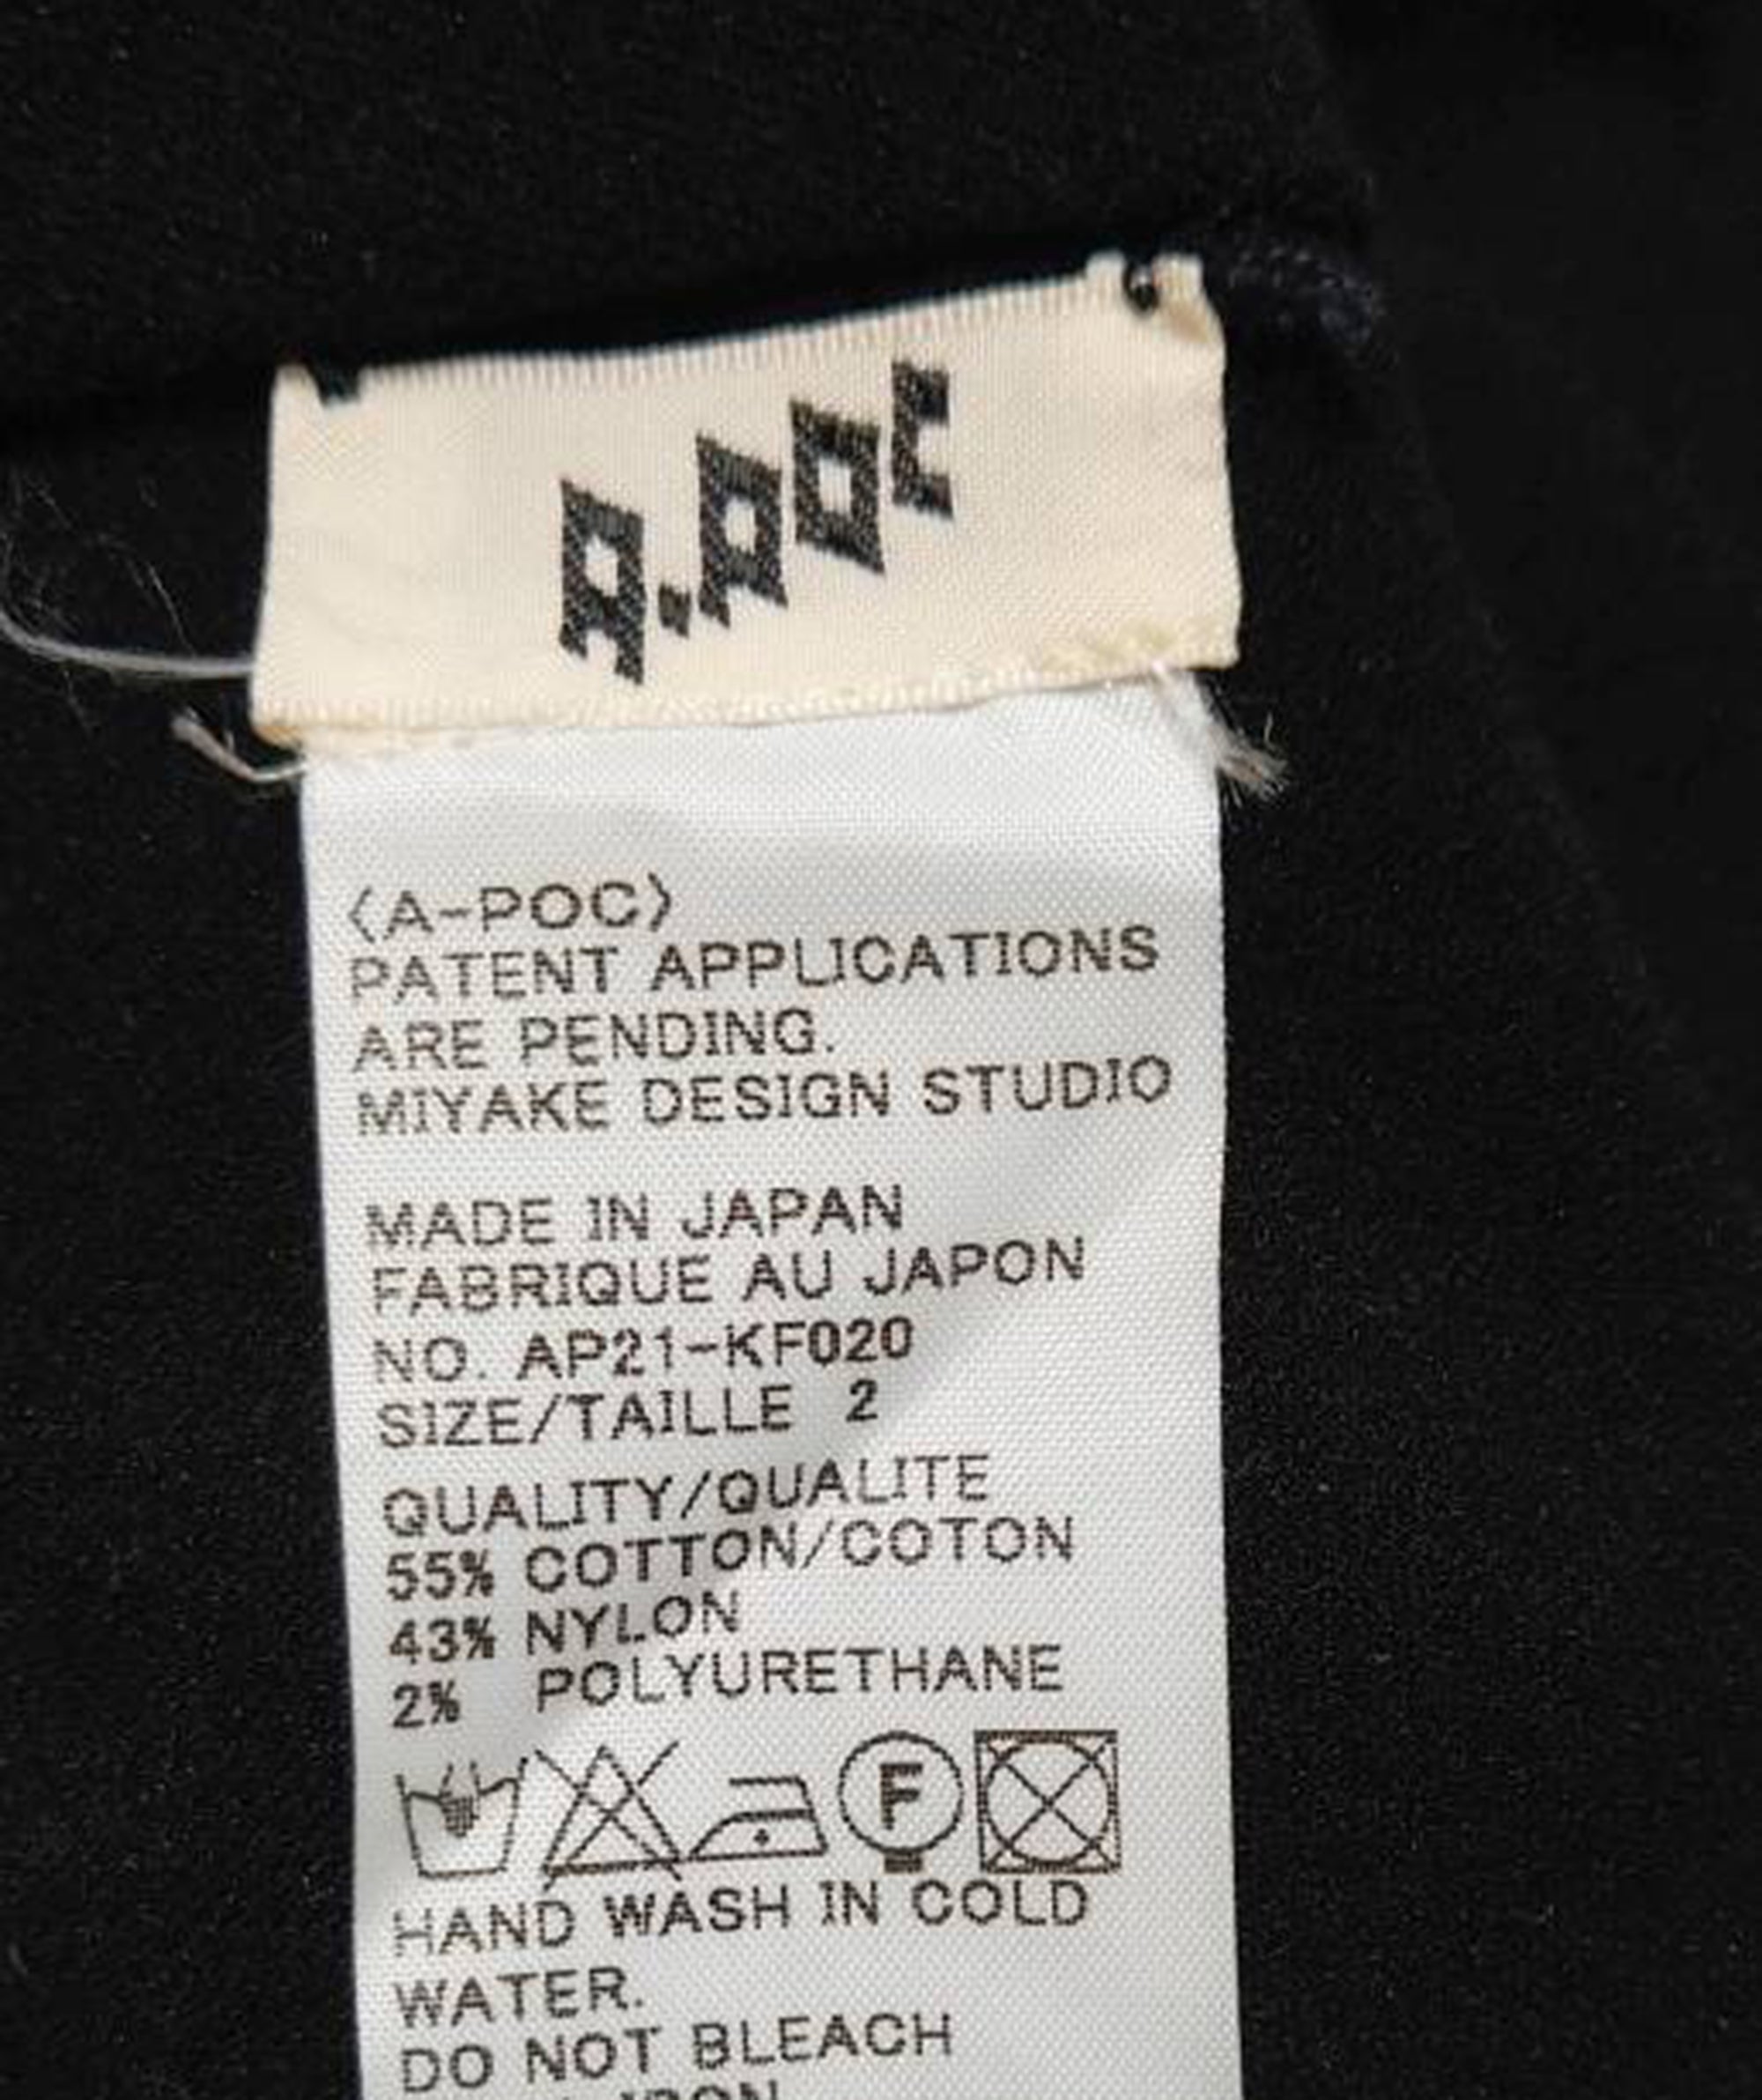 a.poc
〈A-POC〉
PATENT APPLICATIONS
ARE PENDING.
MIYAKE DESIGN STUDIO
MADE IN JAPAN
FABRIQUE AU JAPON
NO. AP21-KF020
SIZE/TAILLE 2
QUALITY/QUALITE
55% COTTON/COTON
43% NYLON
2% POLYURETHANE
F
HAND WASH IN COLD
WATER.
DO NOT BLEACH
IRON